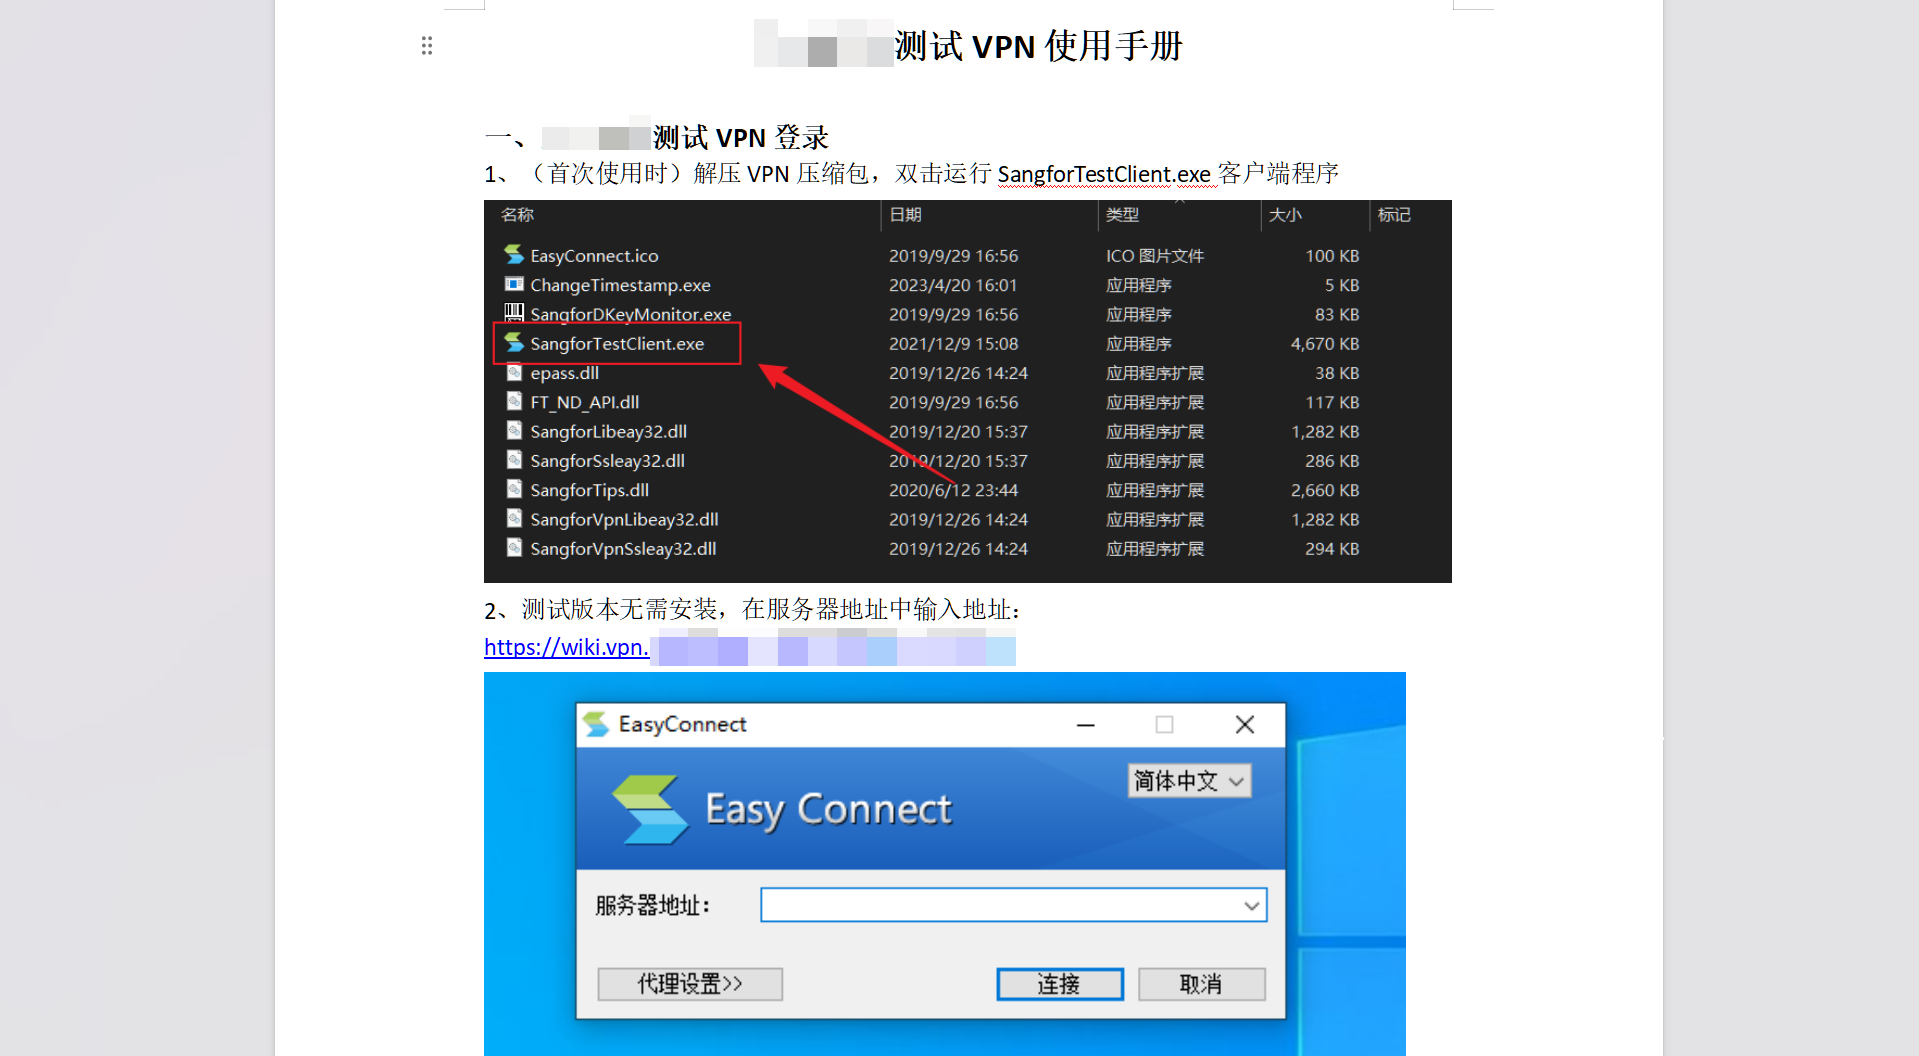 测试 VPN 使用手册
一、测试 VPN 登录
1、（首次使用时）解压 VPN 压缩包，双击运行 SangforTestClient.exe 客户端程序
名称 日期 类型 大小 标记
EasyConnect.ico 2019/9/29 16:56 ICO 图片文件 100 KB
ChangeTimestamp.exe 2023/4/20 16:01 应用程序 5 KB
SangforDKeyMonitor.exe 2019/9/29 16:56 应用程序 83 KB
SangforTestClient.exe 2021/12/9 15:08 应用程序 4,670 KB
epass.dll 2019/12/26 14:24 应用程序扩展 38 KB
FT_ND_API.dll 2019/9/29 16:56 应用程序扩展 117 KB
SangforLibeay32.dll 2019/12/20 15:37 应用程序扩展 1,282 KB
SangforSsleay32.dll 2019/12/20 15:37 应用程序扩展 286 KB
SangforTips.dll 2020/6/12 23:44 应用程序扩展 2,660 KB
SangforVpnLibeay32.dll 2019/12/26 14:24 应用程序扩展 1,282 KB
SangforVpnSsleay32.dll 2019/12/26 14:24 应用程序扩展 294 KB
2、测试版本无需安装，在服务器地址中输入地址：
https://wiki.vpn.
EasyConnect
简体中文
Easy Connect
服务器地址：
代理设置>> 连接 取消